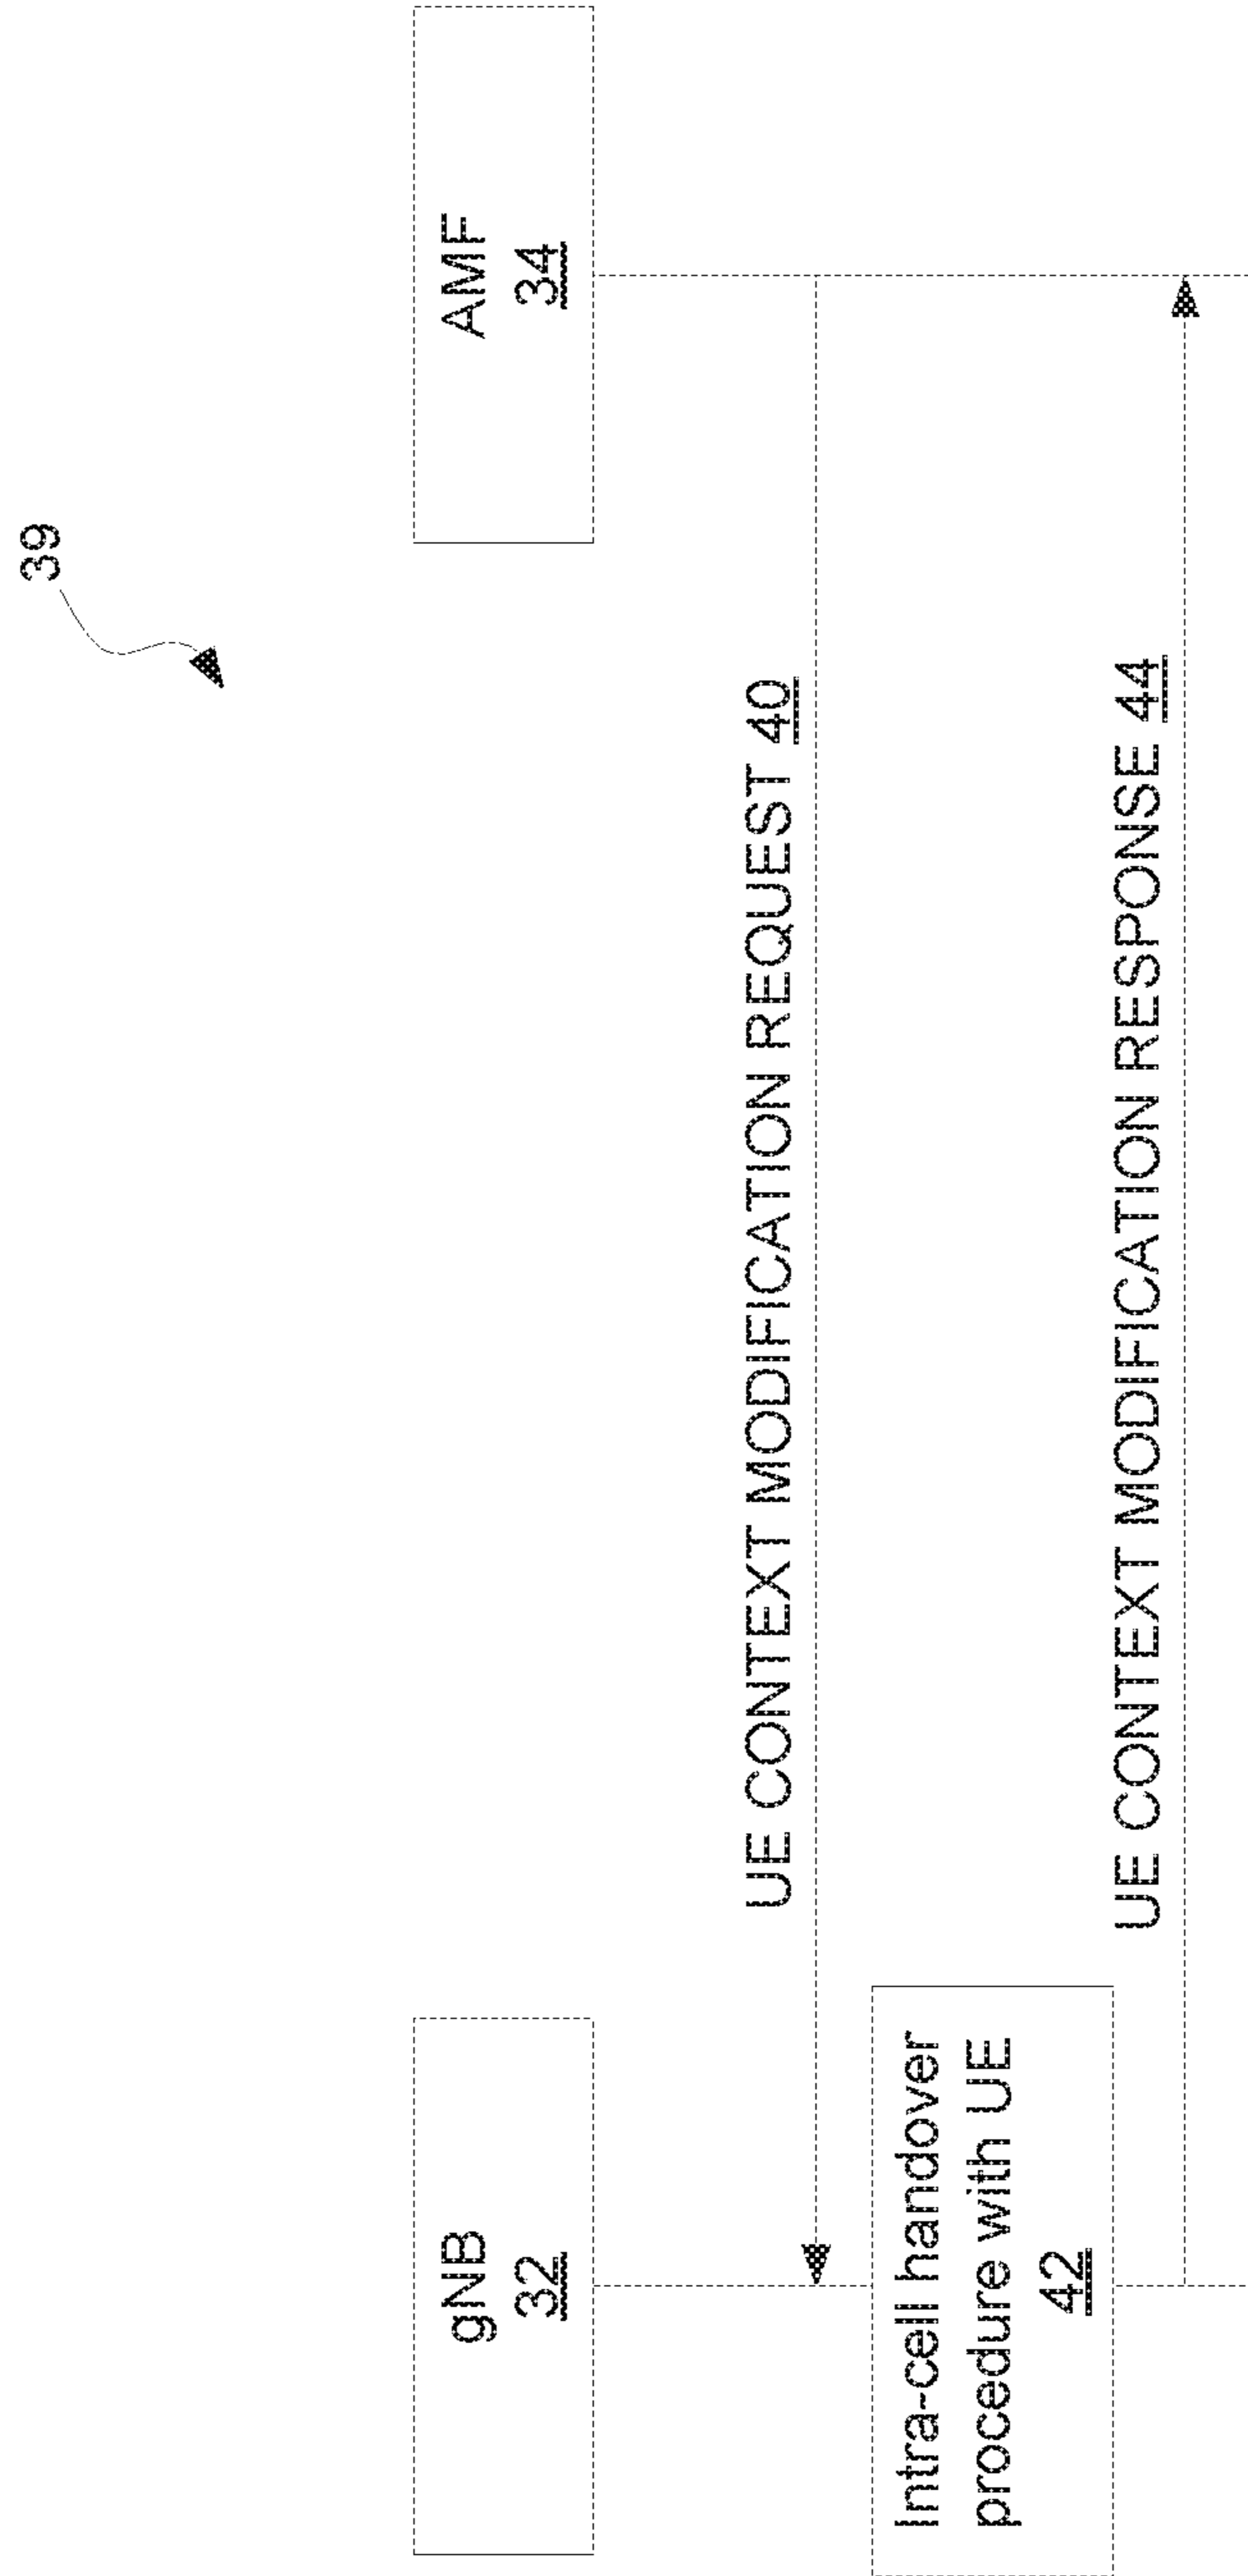 39
gNB
32
AMF
34
UE CONTEXT MODIFICATION REQUEST 40
Intra-cell handover
procedure with UE
42
UE CONTEXT MODIFICATION RESPONSE 44